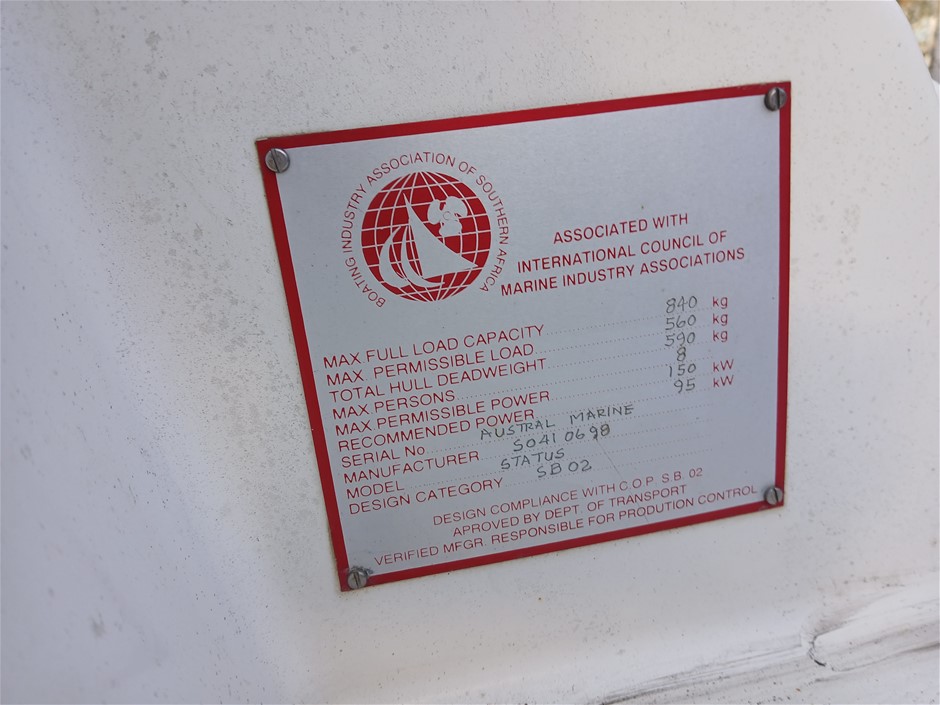 BOATING INDUSTRY ASSOCIATION OF SOUTHERN AFRICA
ASSOCIATED WITH
INTERNATIONAL COUNCIL OF
MARINE INDUSTRY ASSOCIATIONS
MAX FULL LOAD CAPACITY 840 kg
MAX. PERMISSIBLE LOAD 560 kg
TOTAL HULL DEADWEIGHT 590 kg
MAX PERSONS 8
MAX PERMISSIBLE POWER 150 kW
RECOMMENDED POWER 95 kW
SERIAL No AUSTRAL MARINE
MANUFACTURER S0410698
MODEL STATUS
DESIGN CATEGORY SB02
DESIGN COMPLIANCE WITH C.O.P. S.B. 02
APROVED BY DEPT. OF TRANSPORT
VERIFIED MFGR. RESPONSIBLE FOR PRODUTION CONTROL